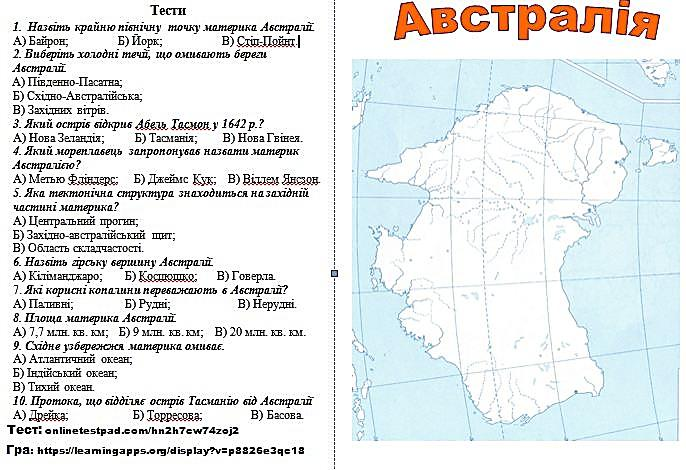 Тести
1. Назвіть крайню північну точку материка Австралії.
А) Байрон; Б) Йорк; В) Стіп-Пойнт.
2. Виберіть холодні течії, що омивають береги
Австралії.
А) Південно-Пасатна;
Б) Східно-Австралійська;
В) Західних вітрів.
3. Який острів відкрив Абель Тасмон у 1642 р.?
А) Нова Зеландія; Б) Тасманія; В) Нова Гвінея.
4. Який мореплавець запропонував назвати материк
Австралією?
А) Метью Фліндерс; Б) Джеймс Кук; В) Віллем Янсзон.
5. Яка тектонічна структура знаходиться на західній
частині материка?
А) Центральний прогин;
Б) Західно-австралійський щит;
В) Область складчастості.
6. Назвіть гірську вершину Австралії.
А) Кіліманджаро; Б) Косцюшко; В) Говерла.
7. Які корисні копалини переважають в Австралії?
А) Паливні; Б) Рудні; В) Нерудні.
8. Площа материка Австралії.
А) 7,7 млн. кв. км; Б) 9 млн. кв. км; В) 20 млн. кв. км.
9. Східне узбережжя материка омиває.
А) Атлантичний океан;
Б) Індійський океан;
В) Тихий океан.
10. Протока, що відділяє острів Тасманію від Австралії
А) Дрейка; Б) Торресова; В) Басова.
Тест: onlinetestpad.com/hn2h7cw74zoj2
Гра: https://learningapps.org/display?v=p8826e3qc18
Австралія